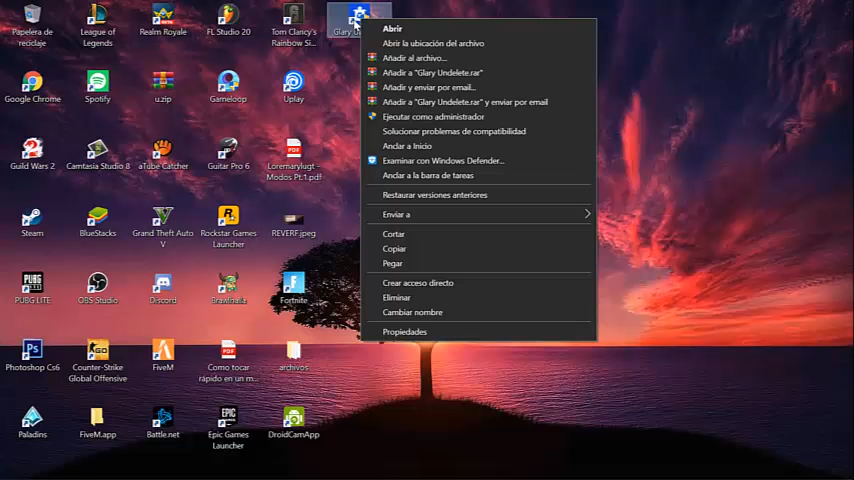 Papelera de
reciclaje
League of
Legends
Realm Royale
FL Studio 20
Tom Clancy's
Rainbow Si...
Glary
Google Chrome
Spotify
u.zip
Gameloop
Uplay
Guild Wars 2
Camtasia Studio 8
aTube Catcher
Guitar Pro 6
Loremarylugt -
Modos Pt.1.pdf
Steam
BlueStacks
Grand Theft Auto
V
Rockstar Games
Launcher
REVERF.jpeg
PUBG LITE
OBS Studio
Discord
Brawlhalla
Fortnite
Photoshop Cs6
Counter-Strike
Global Offensive
FiveM
Como tocar
rápido en un m...
archivos
Paladins
FiveM.app
Battle.net
Epic Games
Launcher
DroidCamApp
Abrir
Abrir la ubicación del archivo
Añadir al archivo...
Añadir a "Glary Undelete.rar"
Añadir y enviar por email...
Añadir a "Glary Undelete.rar" y enviar por email
Ejecutar como administrador
Solucionar problemas de compatibilidad
Anclar a Inicio
Examinar con Windows Defender...
Anclar a la barra de tareas
Restaurar versiones anteriores
Enviar a
Cortar
Copiar
Pegar
Crear acceso directo
Eliminar
Cambiar nombre
Propiedades